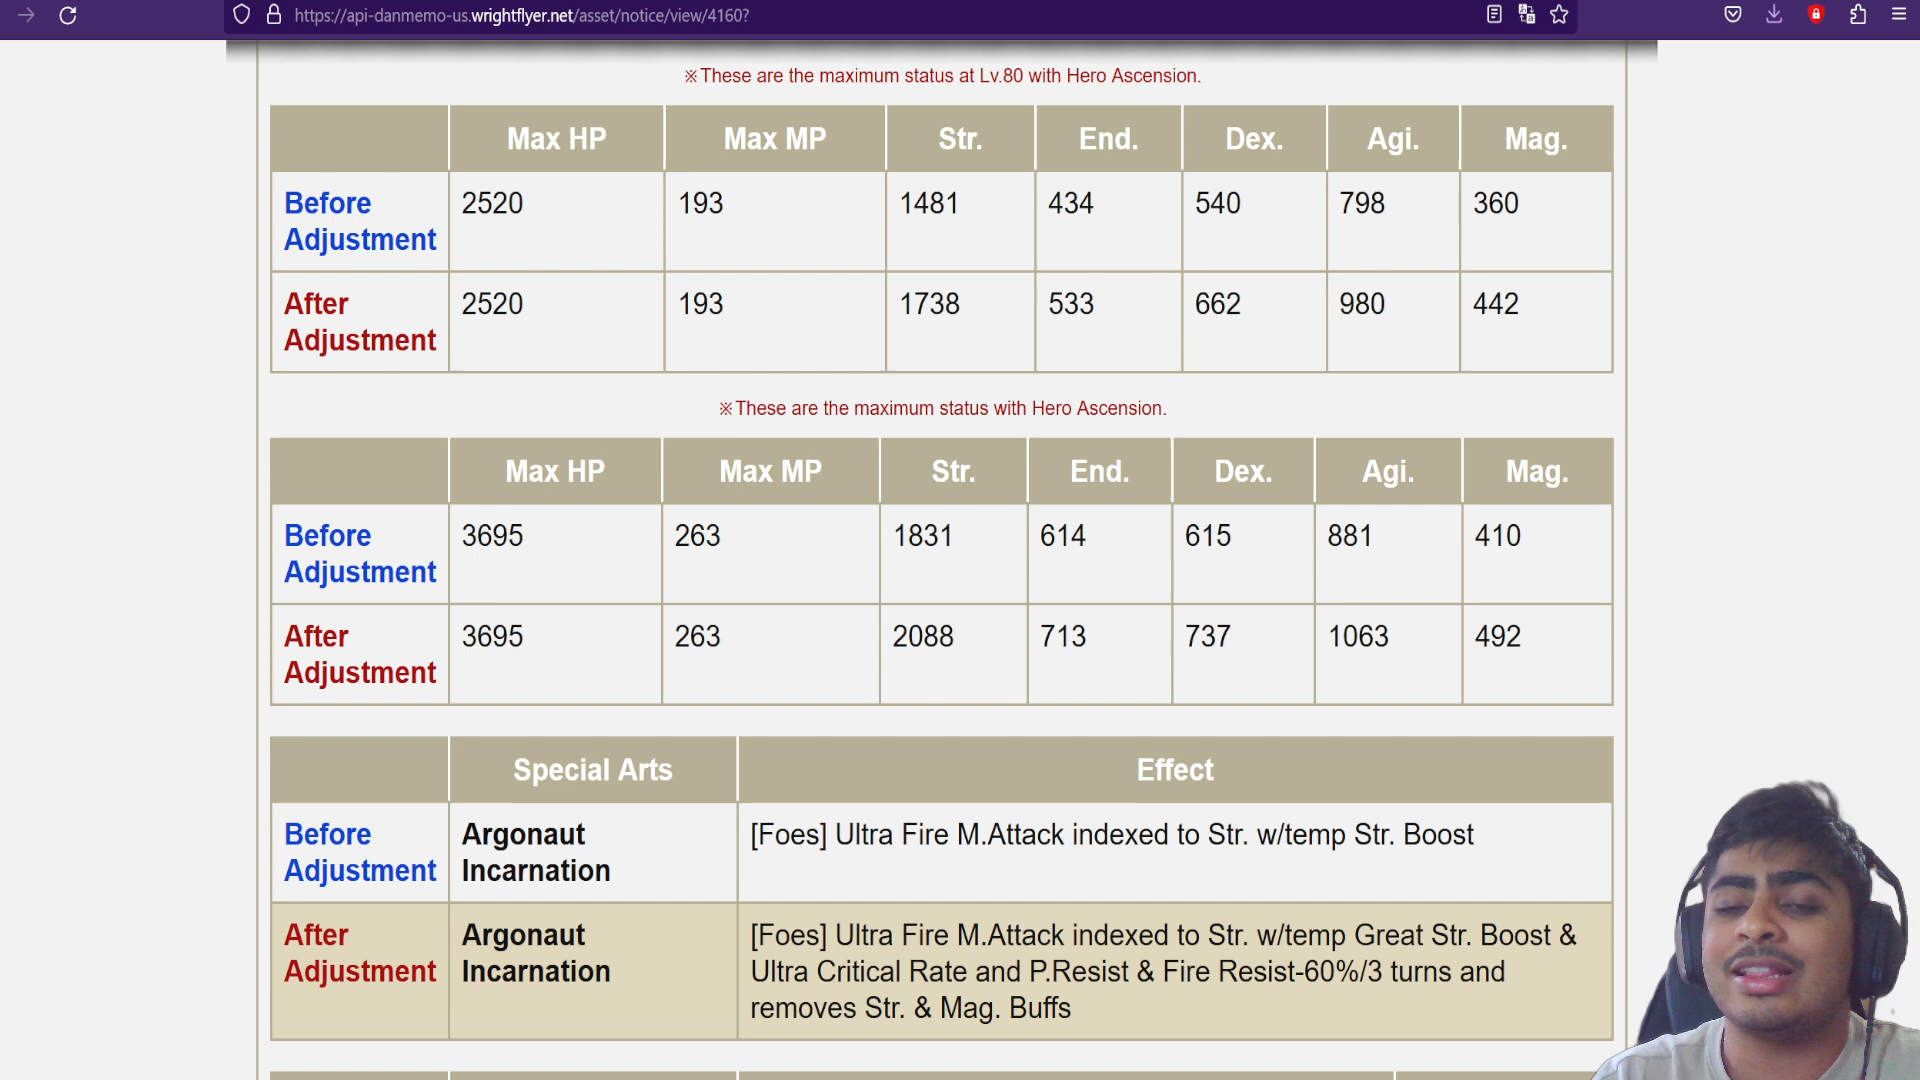 https://api-danmemo-us.wrightflyer.net/asset/notice/view/4160?
※These are the maximum status at Lv.80 with Hero Ascension.
Max HP Max MP Str. End. Dex. Agi. Mag.
Before Adjustment 2520 193 1481 434 540 798 360
After Adjustment 2520 193 1738 533 662 980 442
※These are the maximum status with Hero Ascension.
Max HP Max MP Str. End. Dex. Agi. Mag.
Before Adjustment 3695 263 1831 614 615 881 410
After Adjustment 3695 263 2088 713 737 1063 492
Special Arts Effect
Before Adjustment Argonaut Incarnation [Foes] Ultra Fire M.Attack indexed to Str. w/temp Str. Boost
After Adjustment Argonaut Incarnation [Foes] Ultra Fire M.Attack indexed to Str. w/temp Great Str. Boost &
Ultra Critical Rate and P.Resist & Fire Resist-60%/3 turns and
removes Str. & Mag. Buffs